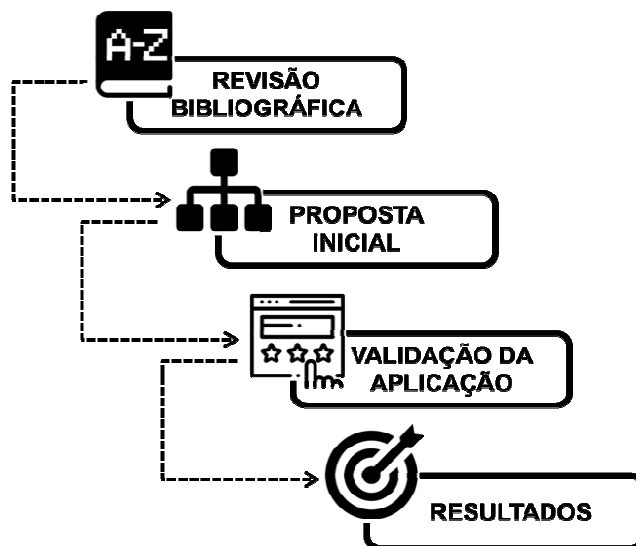 A-Z
REVISÃO
BIBLIOGRÁFICA
PROPOSTA
INICIAL
VALIDAÇÃO DA
APLICAÇÃO
RESULTADOS